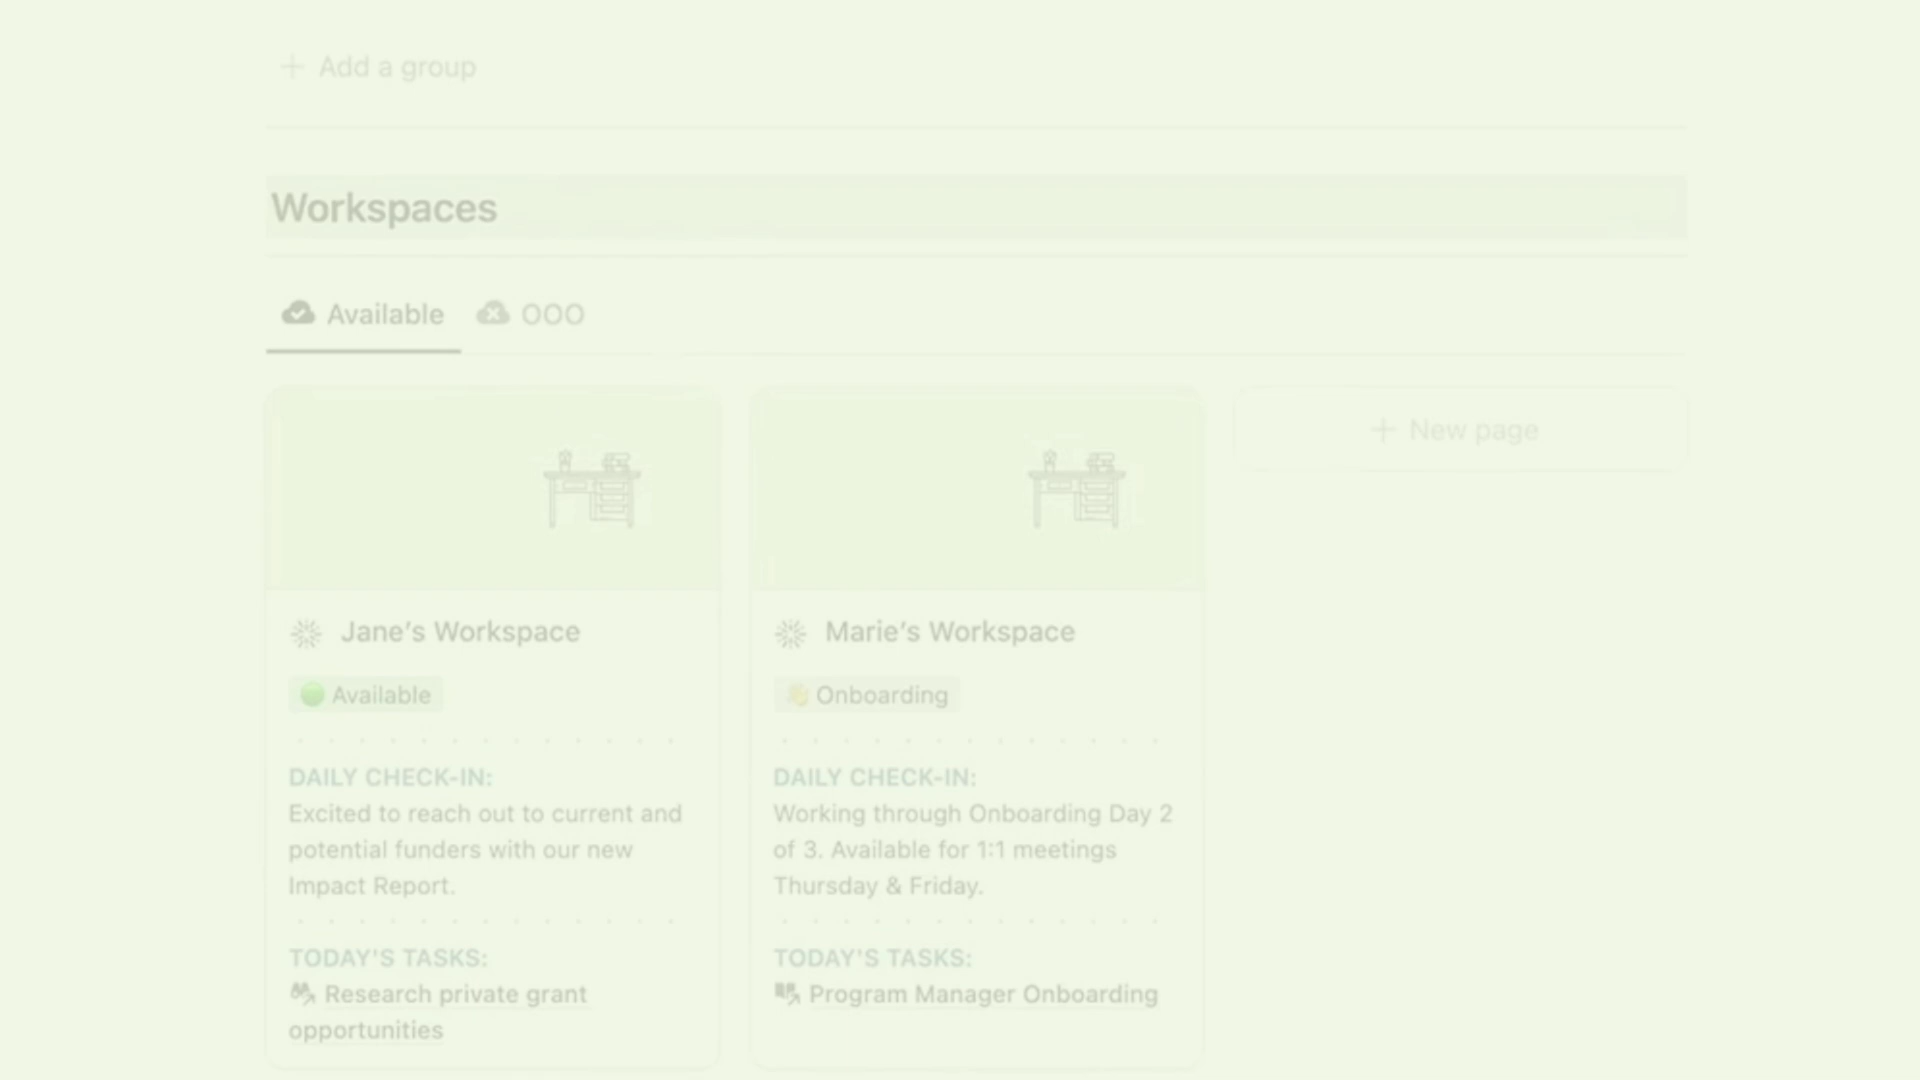 + Add a group
Workspaces
Available
OOO
+ New page
Jane’s Workspace
Available
DAILY CHECK-IN:
Excited to reach out to current and
potential funders with our new
Impact Report.
TODAY'S TASKS:
Research private grant
opportunities
Marie’s Workspace
Onboarding
DAILY CHECK-IN:
Working through Onboarding Day 2
of 3. Available for 1:1 meetings
Thursday & Friday.
TODAY'S TASKS:
Program Manager Onboarding